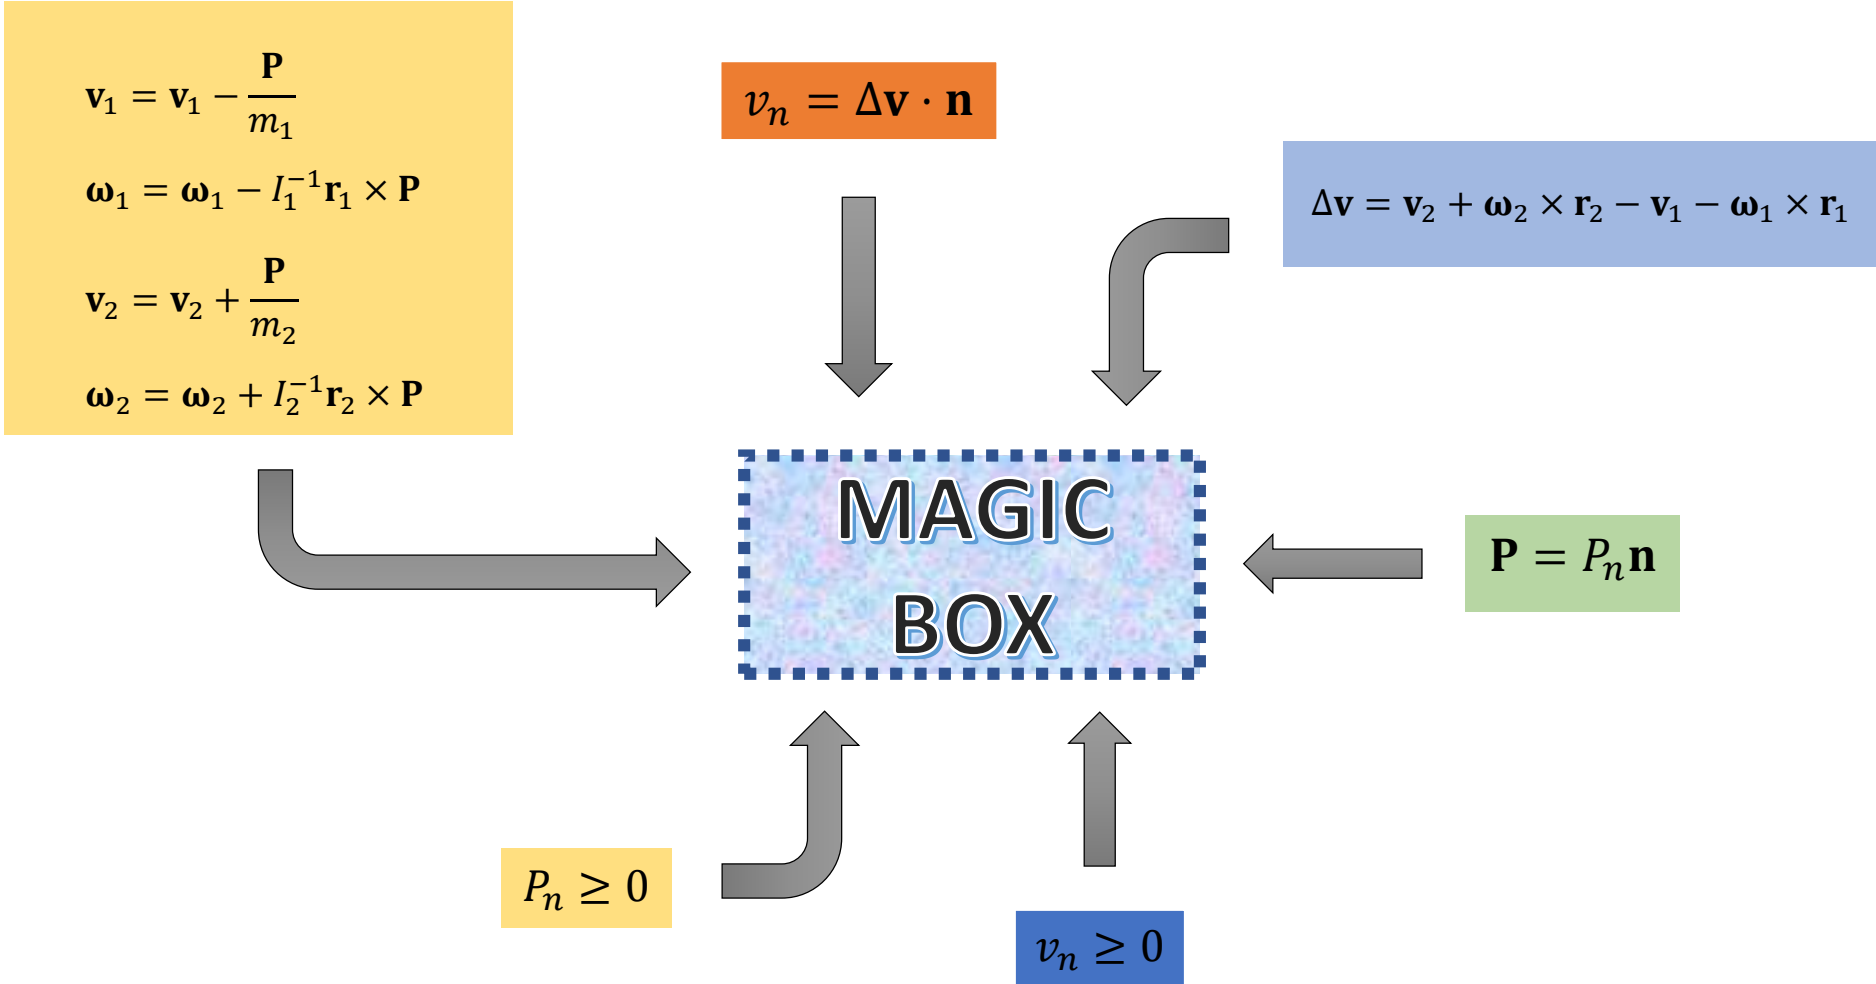 𝐯₁ = 𝐯₁ − 𝐏/m₁
𝛚₁ = 𝛚₁ − I₁⁻¹𝐫₁ × 𝐏
𝐯₂ = 𝐯₂ + 𝐏/m₂
𝛚₂ = 𝛚₂ + I₂⁻¹𝐫₂ × 𝐏
vₙ = Δ𝐯 · 𝐧
Δ𝐯 = 𝐯₂ + 𝛚₂ × 𝐫₂ − 𝐯₁ − 𝛚₁ × 𝐫₁
MAGIC
BOX
𝐏 = Pₙ𝐧
Pₙ ≥ 0
vₙ ≥ 0